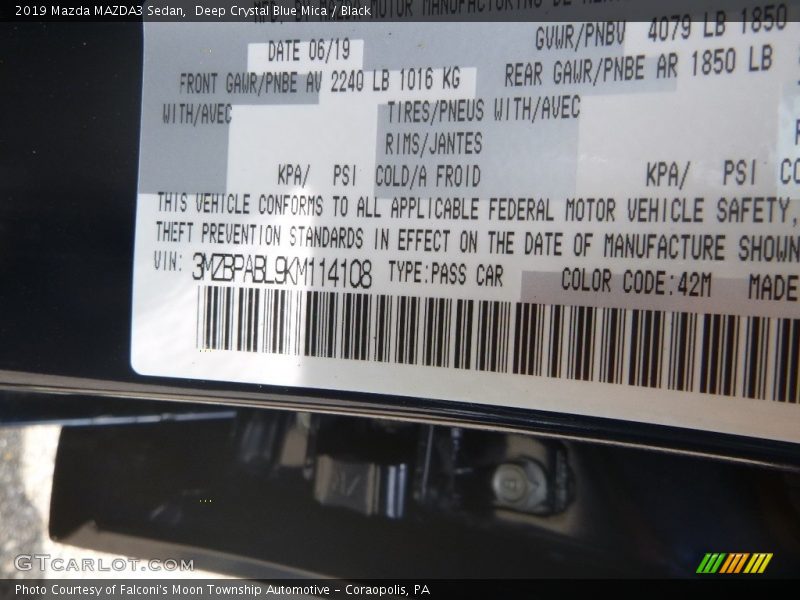 2019 Mazda MAZDA3 Sedan, Deep Crystal Blue Mica / Black
MOTOR MANUFACTURING DE
DATE 06/19
GVWR/PNBV 4079 LB 1850
FRONT GAWR/PNBE AV 2240 LB 1016 KG
REAR GAWR/PNBE AR 1850 LB
WITH/AVEC
TIRES/PNEUS WITH/AVEC
RIMS/JANTES
KPA/ PSI COLD/A FROID
KPA/ PSI CO
THIS VEHICLE CONFORMS TO ALL APPLICABLE FEDERAL MOTOR VEHICLE SAFETY,
THEFT PREVENTION STANDARDS IN EFFECT ON THE DATE OF MANUFACTURE SHOWN
VIN: 3MZBPABL9KM114108 TYPE:PASS CAR COLOR CODE:42M MADE
GTCARLOT.COM
Photo Courtesy of Falconi's Moon Township Automotive - Coraopolis, PA